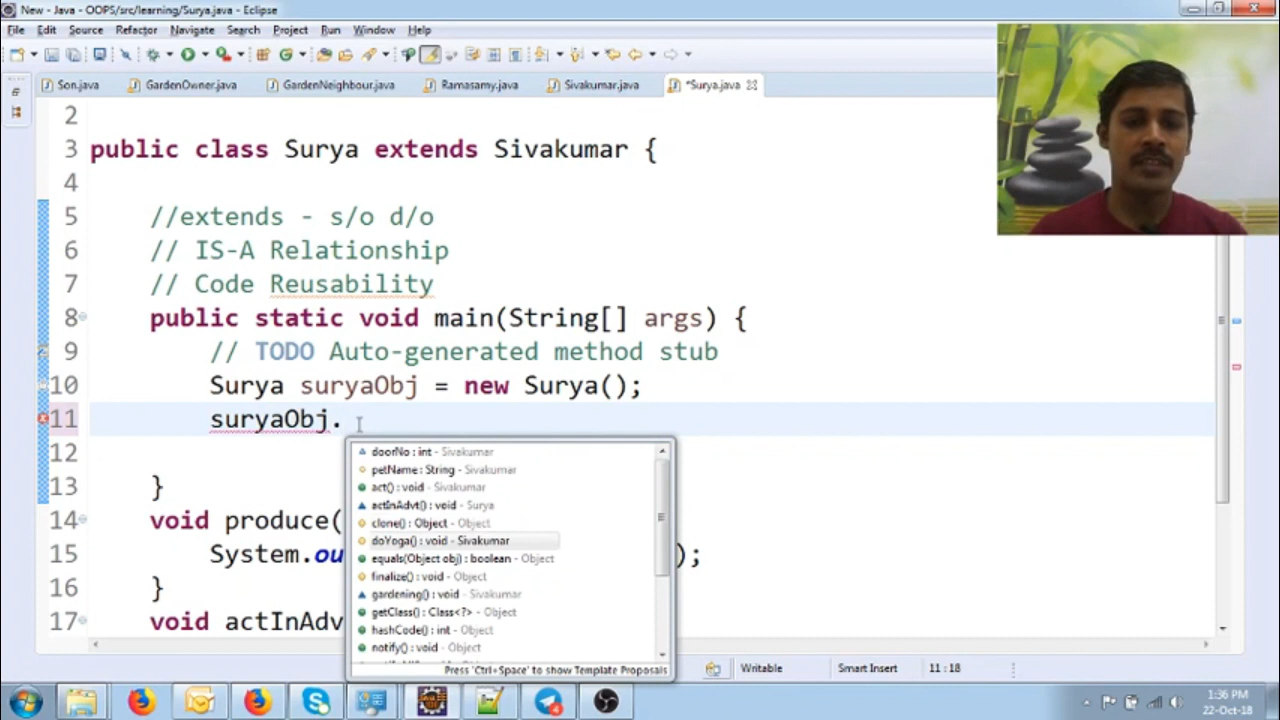 New - Java - OOPS/src/learning/Surya.java - Eclipse
File Edit Source Refactor Navigate Search Project Run Window Help
Son.java GardenOwner.java GardenNeighbour.java Ramasamy.java Sivakumar.java *Surya.java
2
3 public class Surya extends Sivakumar {
4
5 //extends - s/o d/o
6 // IS-A Relationship
7 // Code Reusability
8 public static void main(String[] args) {
9 // TODO Auto-generated method stub
10 Surya suryaObj = new Surya();
11 suryaObj.
12
13 }
14 void produce(
15 System.ou );
16 }
17 void actInAdv
doorNo : int - Sivakumar
petName : String - Sivakumar
act() : void - Sivakumar
actInAdvt() : void - Surya
clone() : Object - Object
doYoga() : void - Sivakumar
equals(Object obj) : boolean - Object
finalize() : void - Object
gardening() : void - Sivakumar
getClass() : Class<?> - Object
hashCode() : int - Object
notify() : void - Object
Press 'Ctrl+Space' to show Template Proposals
Writable Smart Insert 11 : 18
1:36 PM
22-Oct-18